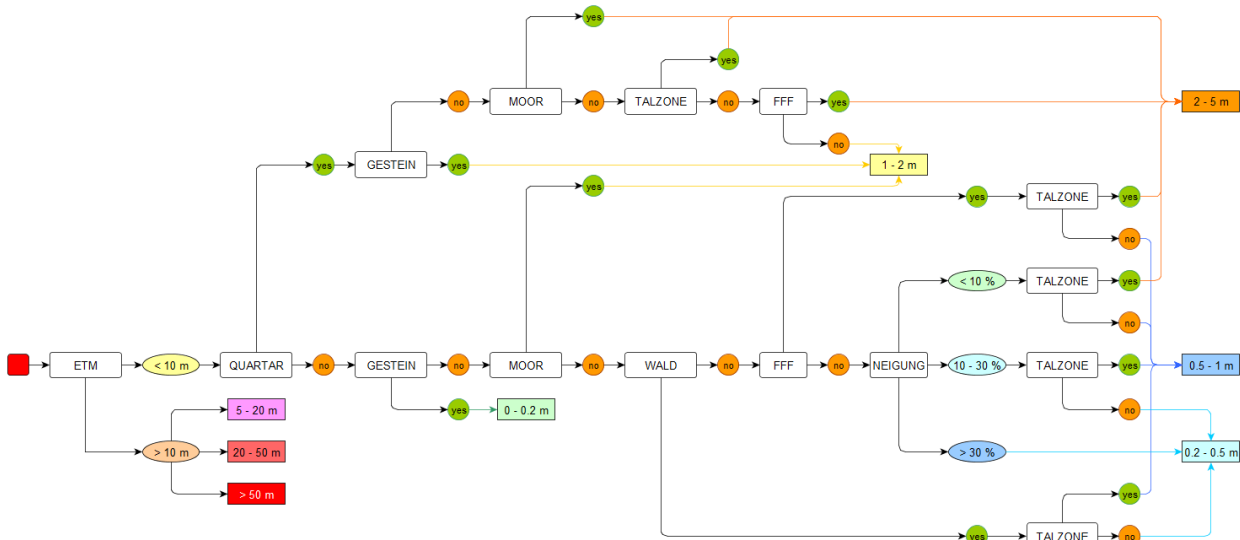 yes
yes
no MOOR no TALZONE no FFF yes 2 - 5 m
no
yes GESTEIN yes 1 - 2 m
yes
yes TALZONE yes
no
< 10 % TALZONE yes
no
ETM < 10 m QUARTAR no GESTEIN no MOOR no WALD no FFF no NEIGUNG 10 - 30 % TALZONE yes 0.5 - 1 m
5 - 20 m yes 0 - 0.2 m no
> 10 m 20 - 50 m > 30 % 0.2 - 0.5 m
> 50 m yes
yes TALZONE no